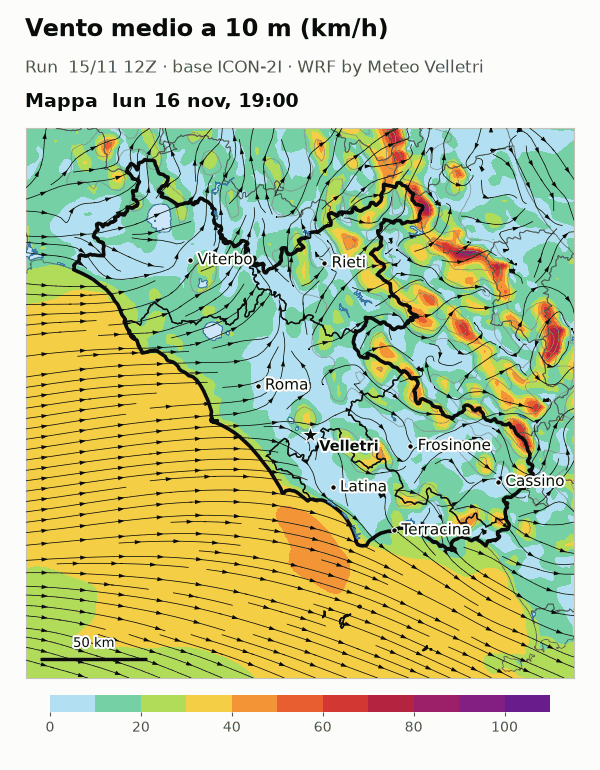 Vento medio a 10 m (km/h)
Run 15/11 12Z · base ICON-2I · WRF by Meteo Velletri
Mappa lun 16 nov, 19:00
Viterbo
Rieti
Roma
Velletri
Frosinone
Latina
Cassino
Terracina
50 km
0 20 40 60 80 100